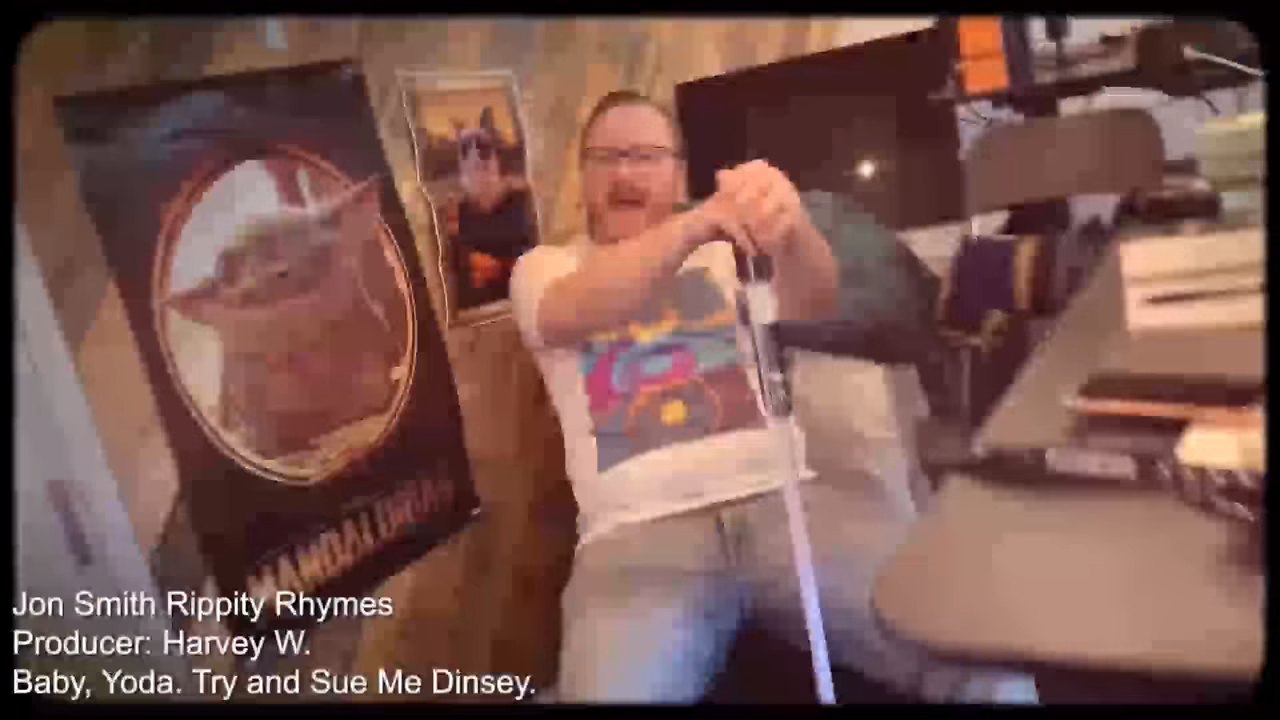 MANDALORIAN
Jon Smith Rippity Rhymes
Producer: Harvey W.
Baby, Yoda. Try and Sue Me Dinsey.